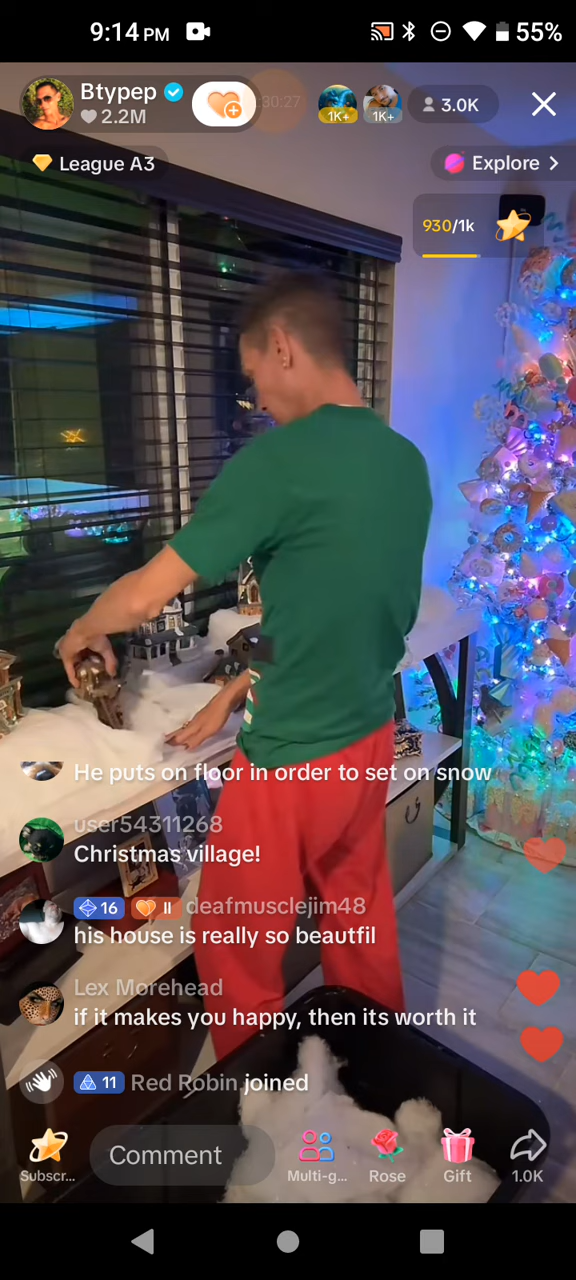 9:14 PM
55%
Btypep
2.2M
30:27
1K+
1K+
3.0K
League A3
Explore >
930/1k
He puts on floor in order to set on snow
user54311268
Christmas village!
16 II deafmusclejim48
his house is really so beautfil
Lex Morehead
if it makes you happy, then its worth it
11 Red Robin joined
Subscr...
Comment
Multi-g...
Rose
Gift
1.0K